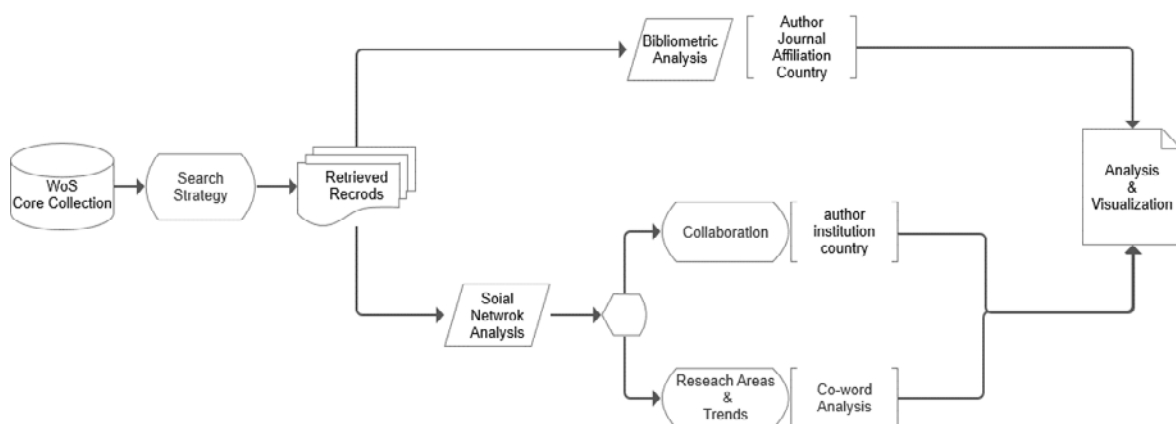 WoS
Core Collection
Search
Strategy
Retrieved
Recrods
Bibliometric
Analysis
Author
Journal
Affiliation
Country
Soial
Netwrok
Analysis
Collaboration
author
institution
country
Reseach Areas
&
Trends
Co-word
Analysis
Analysis
&
Visualization